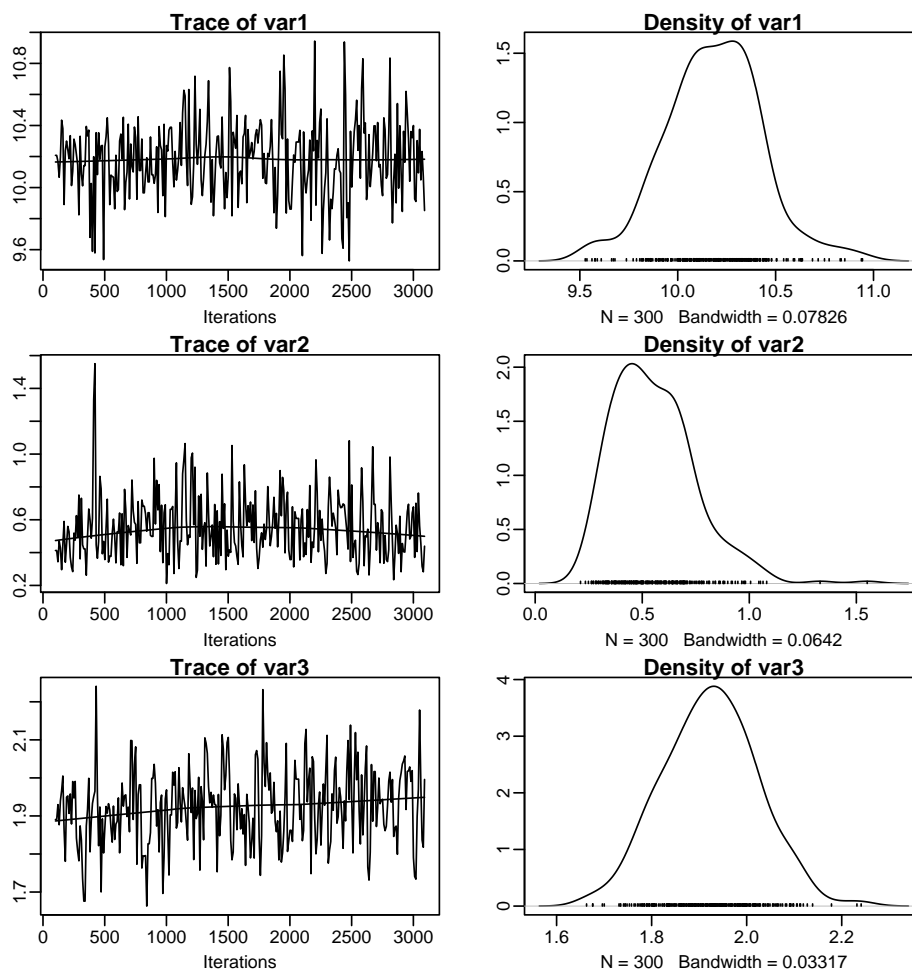 Trace of var1
10.8
10.4
10.0
9.6
0 500 1000 1500 2000 2500 3000
Iterations
Density of var1
1.5
1.0
0.5
0.0
9.5 10.0 10.5 11.0
N = 300 Bandwidth = 0.07826
Trace of var2
1.4
1.0
0.6
0.2
0 500 1000 1500 2000 2500 3000
Iterations
Density of var2
2.0
1.5
1.0
0.5
0.0
0.0 0.5 1.0 1.5
N = 300 Bandwidth = 0.0642
Trace of var3
2.1
1.9
1.7
0 500 1000 1500 2000 2500 3000
Iterations
Density of var3
4
3
2
1
0
1.6 1.8 2.0 2.2
N = 300 Bandwidth = 0.03317